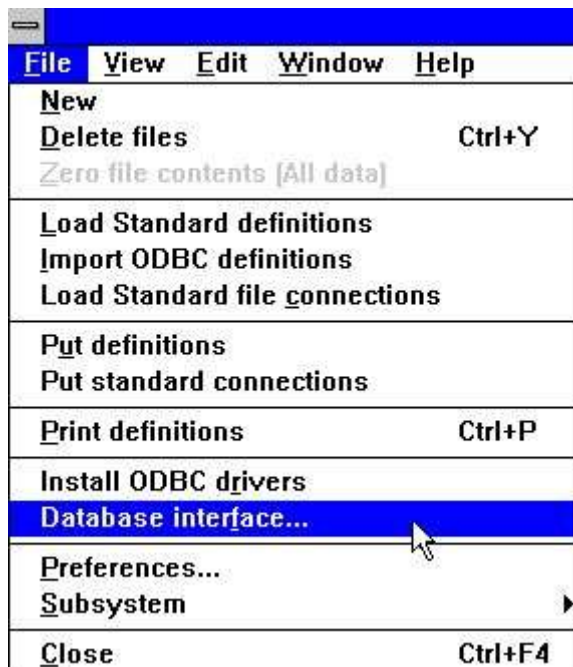 File View Edit Window Help
New
Delete files Ctrl+Y
Zero file contents [All data]
Load Standard definitions
Import ODBC definitions
Load Standard file connections
Put definitions
Put standard connections
Print definitions Ctrl+P
Install ODBC drivers
Database interface...
Preferences...
Subsystem
Close Ctrl+F4